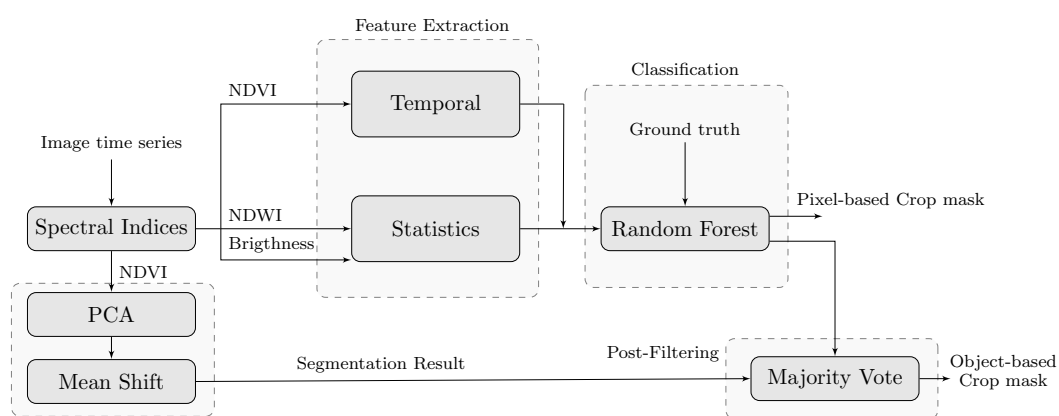 Feature Extraction
Classification
NDVI
Temporal
Ground truth
Image time series
Pixel-based Crop mask
Spectral Indices
NDWI
Statistics
Random Forest
Brigthness
NDVI
PCA
Segmentation Result
Post-Filtering
Object-based
Crop mask
Mean Shift
Majority Vote